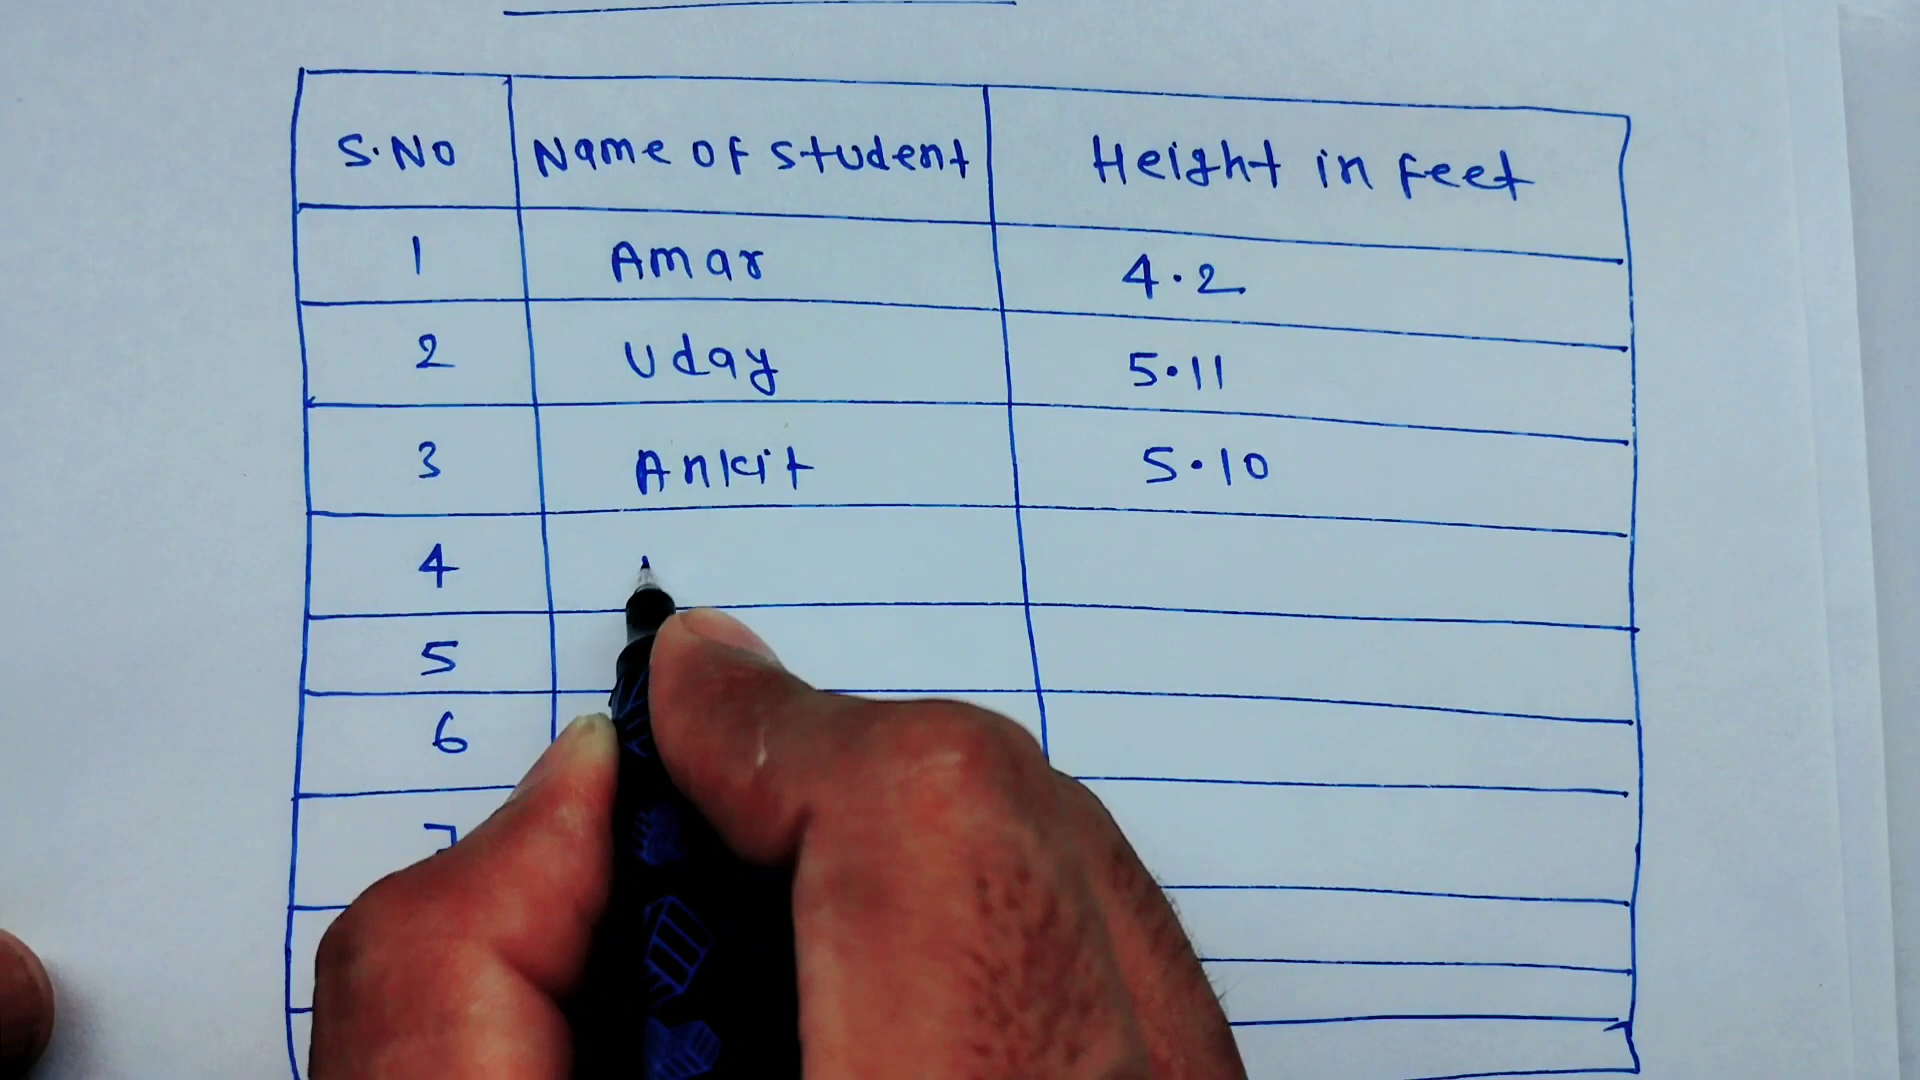 S.No Name of student Height in feet
1 Amar 4.2
2 Uday 5.11
3 Ankit 5.10
4
5
6
7